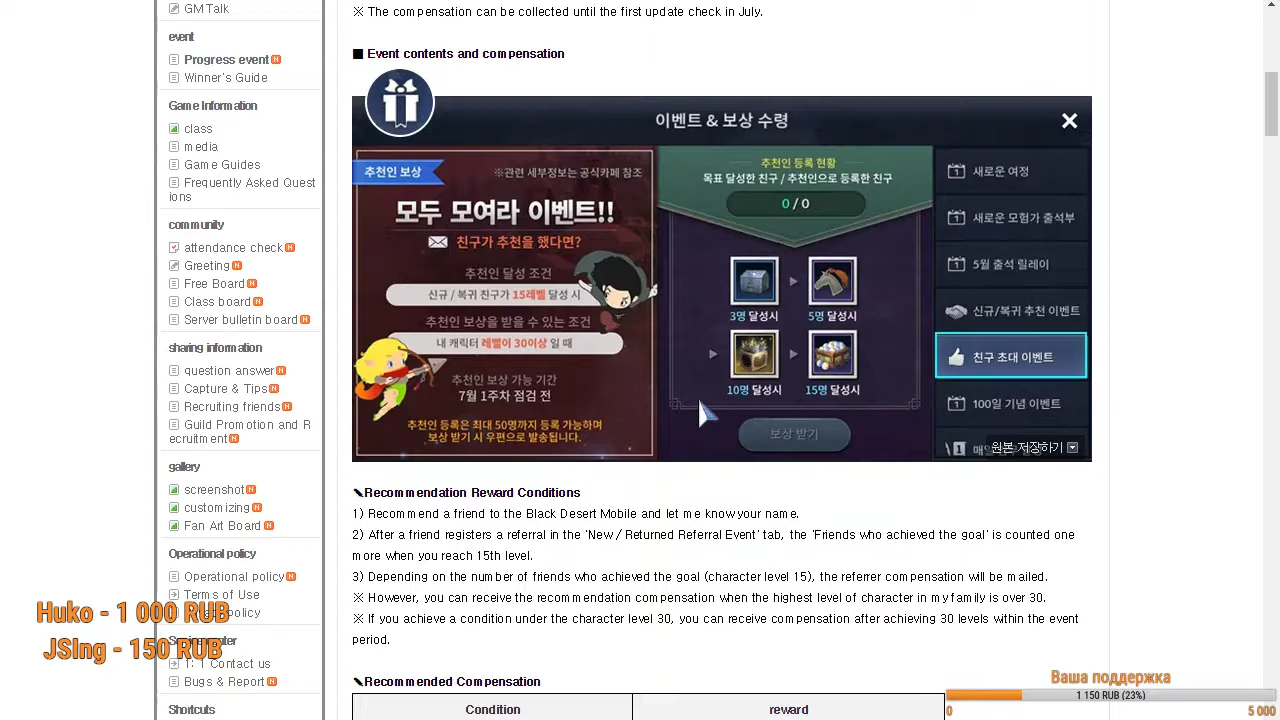 GMTalk
event
Progress event N
Winner's Guide
Game Information
class
media
Game Guides
Frequently Asked Quest
ions
community
attendance check N
Greeting N
Free Board N
Class board N
Server bulletin board N
sharing information
question answer N
Capture & Tips N
Recruiting friends N
Guild Promotion and R
ecruitment N
gallery
screenshot N
customizing N
Fan Art Board N
Operational policy
Operational policy N
Terms of Use
policy
1: 1 Contact us
Bugs & Report N
Shortcuts
Huko - 1 000 RUB
JSIng - 150 RUB
※ The compensation can be collected until the first update check in July.
■ Event contents and compensation
이벤트 & 보상 수령
추천인 보상
※관련 세부정보는 공식카페 참조
모두 모여라 이벤트!!
친구가 추천을 했다면?
추천인 달성 조건
신규 / 복귀 친구가 15레벨 달성 시
추천인 보상을 받을 수 있는 조건
내 캐릭터 레벨이 30이상 일 때
추천인 보상 가능 기간
7월 1주차 점검 전
추천인 등록은 최대 50명까지 등록 가능하며
보상 받기 시 우편으로 발송됩니다.
추천인 등록 현황
목표 달성한 친구 / 추천인으로 등록한 친구
0 / 0
3명 달성시
5명 달성시
10명 달성시
15명 달성시
보상 받기
새로운 여정
새로운 모험가 출석부
5월 출석 릴레이
신규/복귀 추천 이벤트
친구 초대 이벤트
100일 기념 이벤트
원본 저장하기
Recommendation Reward Conditions
1) Recommend a friend to the Black Desert Mobile and let me know your name.
2) After a friend registers a referral in the 'New / Returned Referral Event' tab, the 'Friends who achieved the goal' is counted one
more when you reach 15th level.
3) Depending on the number of friends who achieved the goal (character level 15), the referrer compensation will be mailed.
※ However, you can receive the recommendation compensation when the highest level of character in my family is over 30.
※ If you achieve a condition under the character level 30, you can receive compensation after achieving 30 levels within the event
period.
Recommended Compensation
Condition
reward
Ваша поддержка
1 150 RUB (23%)
0
5 000